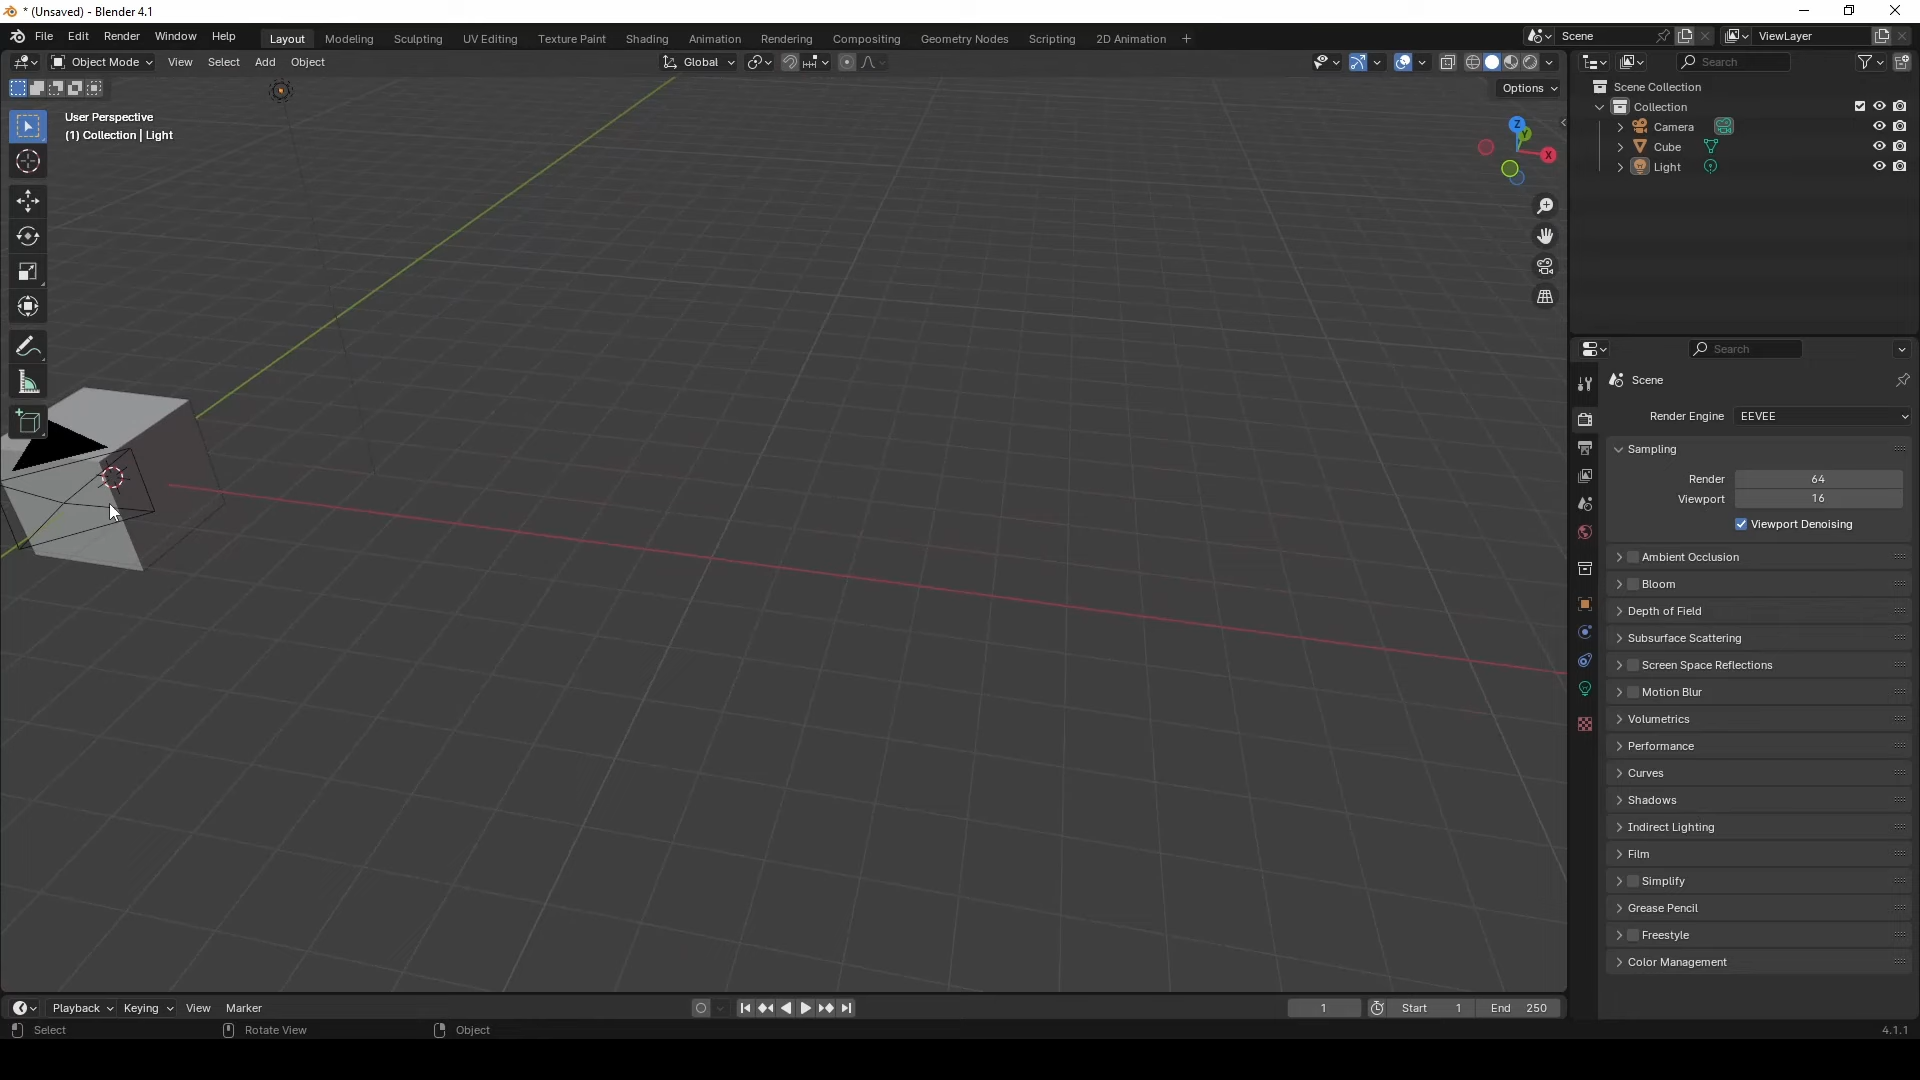 * (Unsaved) - Blender 4.1
File Edit Render Window Help Layout Modeling Sculpting UV Editing Texture Paint Shading Animation Rendering Compositing Geometry Nodes Scripting 2D Animation + Scene ViewLayer
Object Mode View Select Add Object Global Search
Options
User Perspective
(1) Collection | Light
Z
Y
X
Scene Collection
Collection
Camera
Cube
Light
Search
Scene
Render Engine EEVEE
Sampling
Render 64
Viewport 16
Viewport Denoising
Ambient Occlusion
Bloom
Depth of Field
Subsurface Scattering
Screen Space Reflections
Motion Blur
Volumetrics
Performance
Curves
Shadows
Indirect Lighting
Film
Simplify
Grease Pencil
Freestyle
Color Management
Playback Keying View Marker 1 Start 1 End 250
Select Rotate View Object 4.1.1